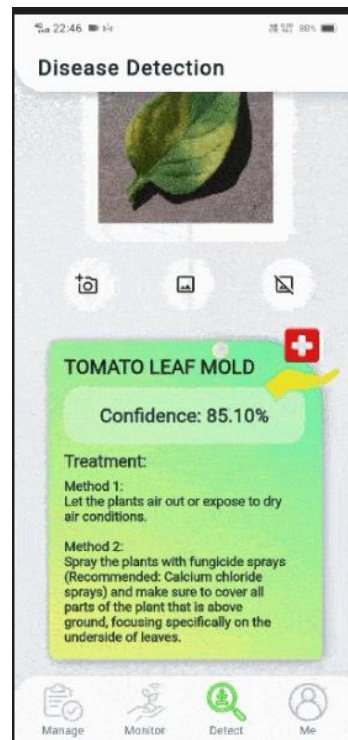 22:46
88%
Disease Detection
TOMATO LEAF MOLD
Confidence: 85.10%
Treatment:
Method 1:
Let the plants air out or expose to dry
air conditions.
Method 2:
Spray the plants with fungicide sprays
(Recommended: Calcium chloride
sprays) and make sure to cover all
parts of the plant that is above
ground, focusing specifically on the
underside of leaves.
Manage
Monitor
Detect
Me